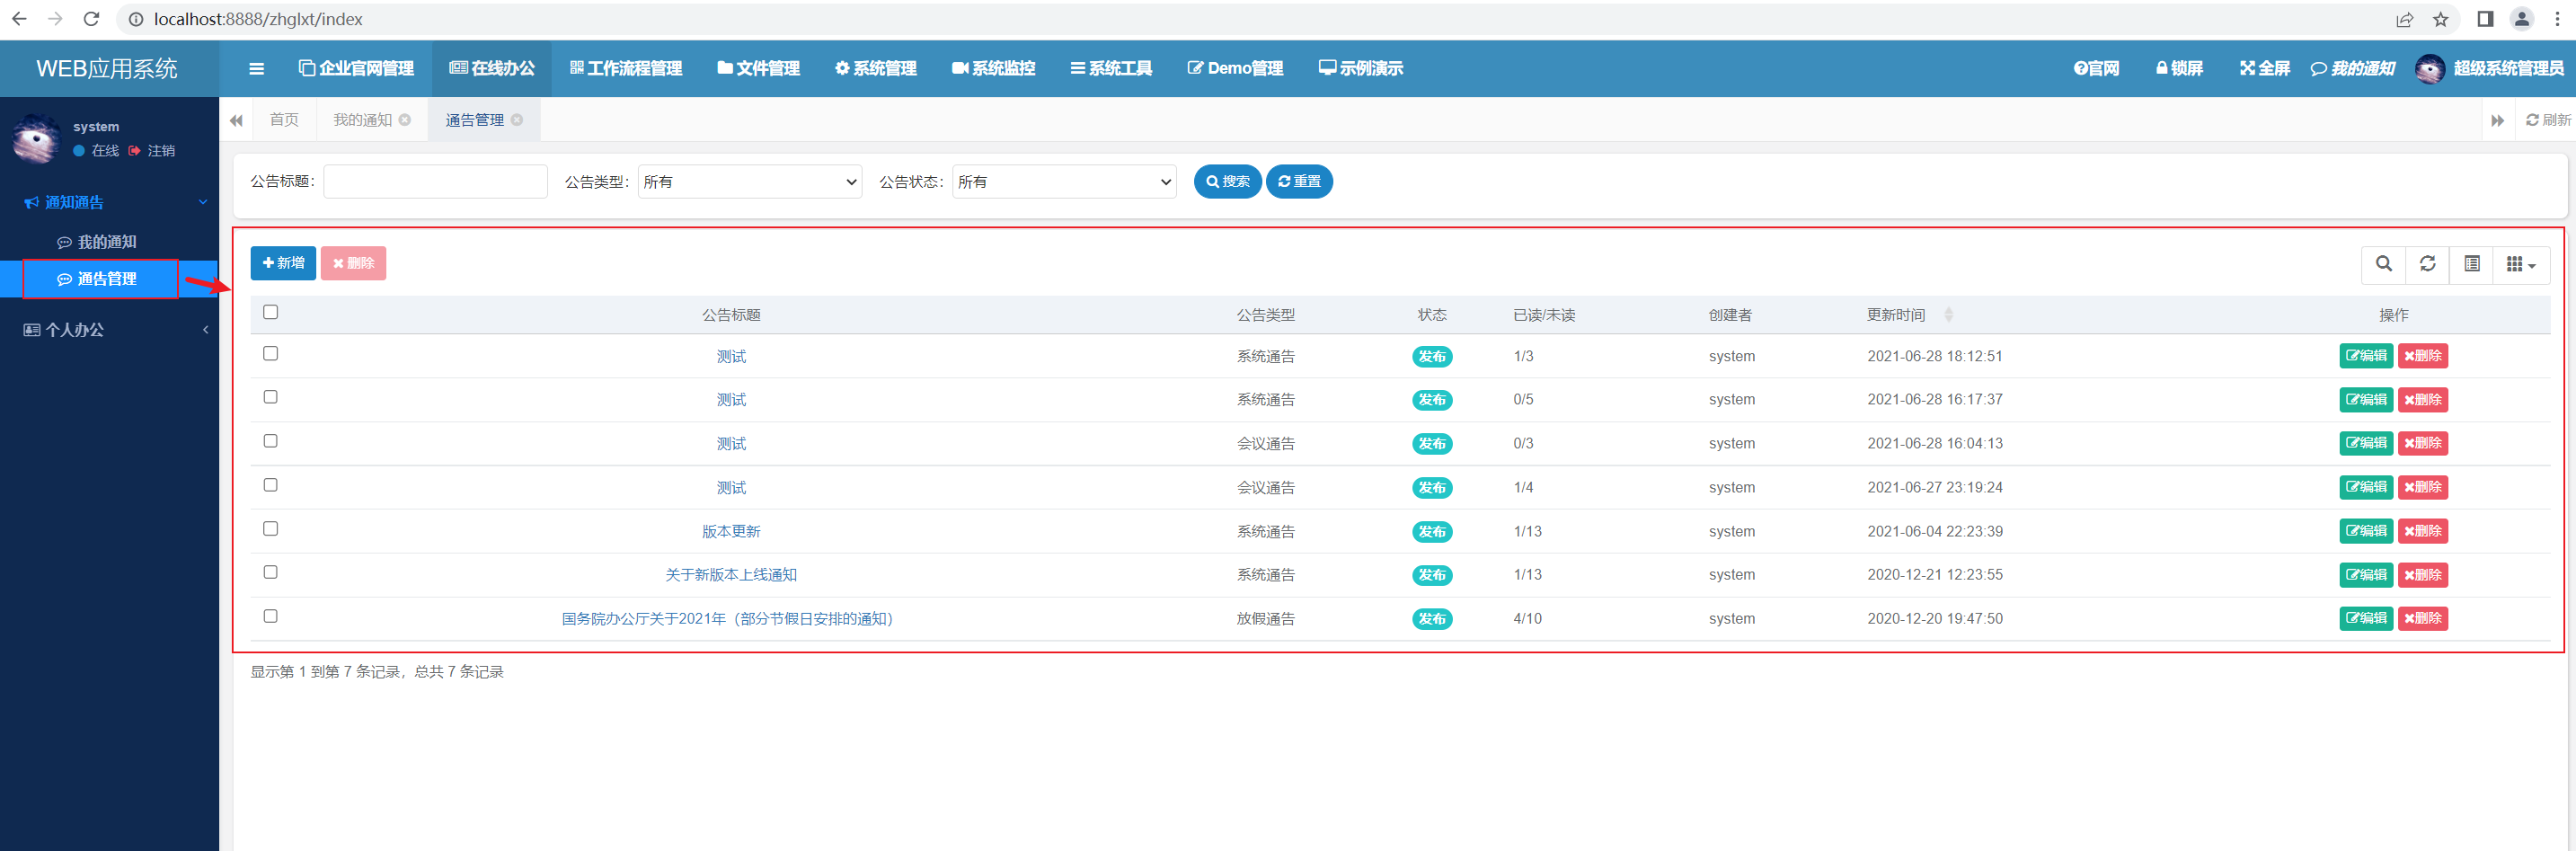 localhost:8888/zhglxt/index
WEB应用系统 企业官网管理 在线办公 工作流程管理 文件管理 系统管理 系统监控 系统工具 Demo管理 示例演示 官网 锁屏 全屏 我的通知 超级系统管理员
system
在线 注销
通知通告
我的通知
通告管理
个人办公
首页 我的通知 通告管理 刷新
公告标题： 公告类型： 所有 公告状态： 所有 搜索 重置
新增 删除
公告标题 公告类型 状态 已读/未读 创建者 更新时间 操作
测试 系统通告 发布 1/3 system 2021-06-28 18:12:51 编辑 删除
测试 系统通告 发布 0/5 system 2021-06-28 16:17:37 编辑 删除
测试 会议通告 发布 0/3 system 2021-06-28 16:04:13 编辑 删除
测试 会议通告 发布 1/4 system 2021-06-27 23:19:24 编辑 删除
版本更新 系统通告 发布 1/13 system 2021-06-04 22:23:39 编辑 删除
关于新版本上线通知 系统通告 发布 1/13 system 2020-12-21 12:23:55 编辑 删除
国务院办公厅关于2021年（部分节假日安排的通知） 放假通告 发布 4/10 system 2020-12-20 19:47:50 编辑 删除
显示第 1 到第 7 条记录，总共 7 条记录